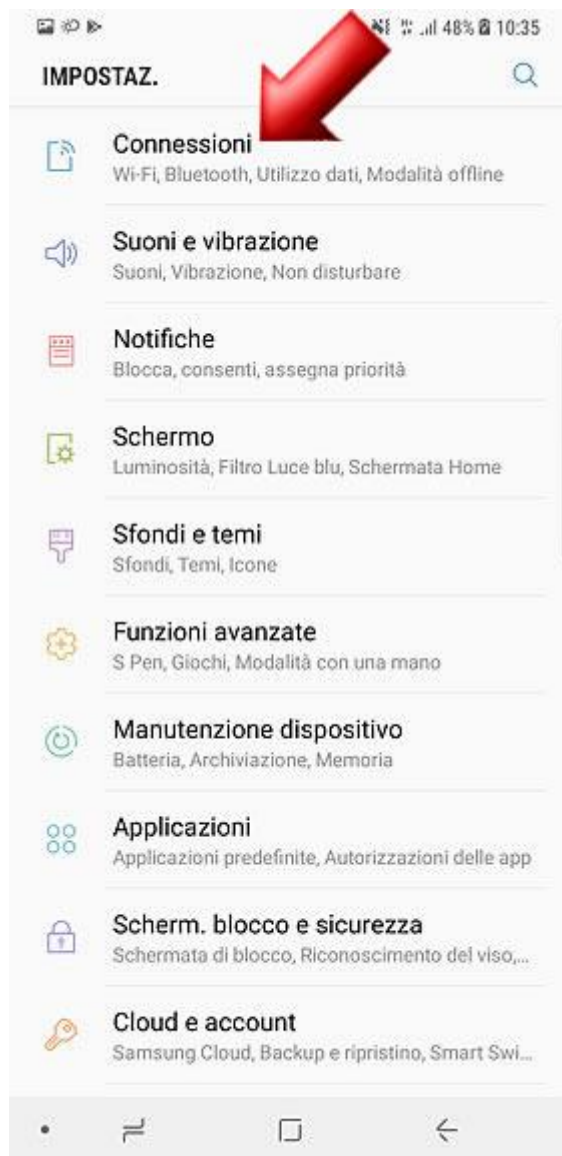 48% 10:35
IMPOSTAZ.
Connessioni
Wi-Fi, Bluetooth, Utilizzo dati, Modalità offline
Suoni e vibrazione
Suoni, Vibrazione, Non disturbare
Notifiche
Blocca, consenti, assegna priorità
Schermo
Luminosità, Filtro Luce blu, Schermata Home
Sfondi e temi
Sfondi, Temi, Icone
Funzioni avanzate
S Pen, Giochi, Modalità con una mano
Manutenzione dispositivo
Batteria, Archiviazione, Memoria
Applicazioni
Applicazioni predefinite, Autorizzazioni delle app
Scherm. blocco e sicurezza
Schermata di blocco, Riconoscimento del viso,...
Cloud e account
Samsung Cloud, Backup e ripristino, Smart Swi...